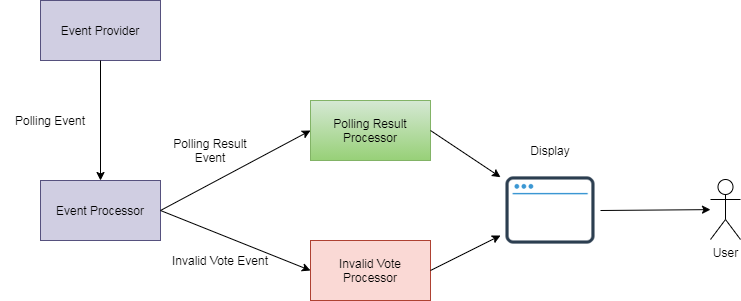 Event Provider
Polling Event
Polling Result
Event
Polling Result
Processor
Display
Event Processor
Invalid Vote Event
Invalid Vote
Processor
User